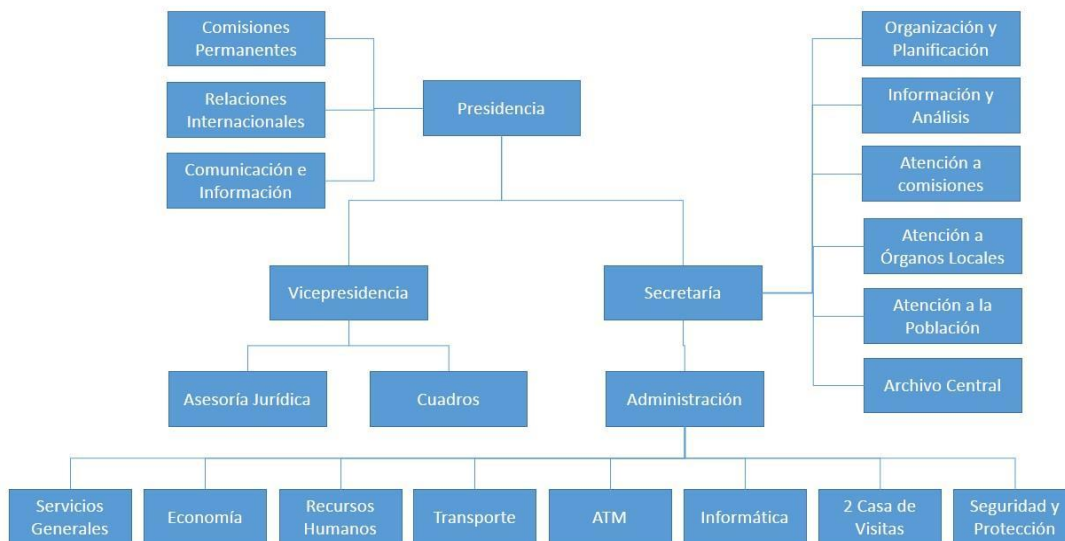 Comisiones
Permanentes
Relaciones
Internacionales
Comunicación e
Información
Presidencia
Organización y
Planificación
Información y
Análisis
Atención a
comisiones
Atención a
Órganos Locales
Atención a la
Población
Archivo Central
Vicepresidencia
Secretaría
Asesoría Jurídica
Cuadros
Administración
Servicios
Generales
Economía
Recursos
Humanos
Transporte
ATM
Informática
2 Casa de
Visitas
Seguridad y
Protección